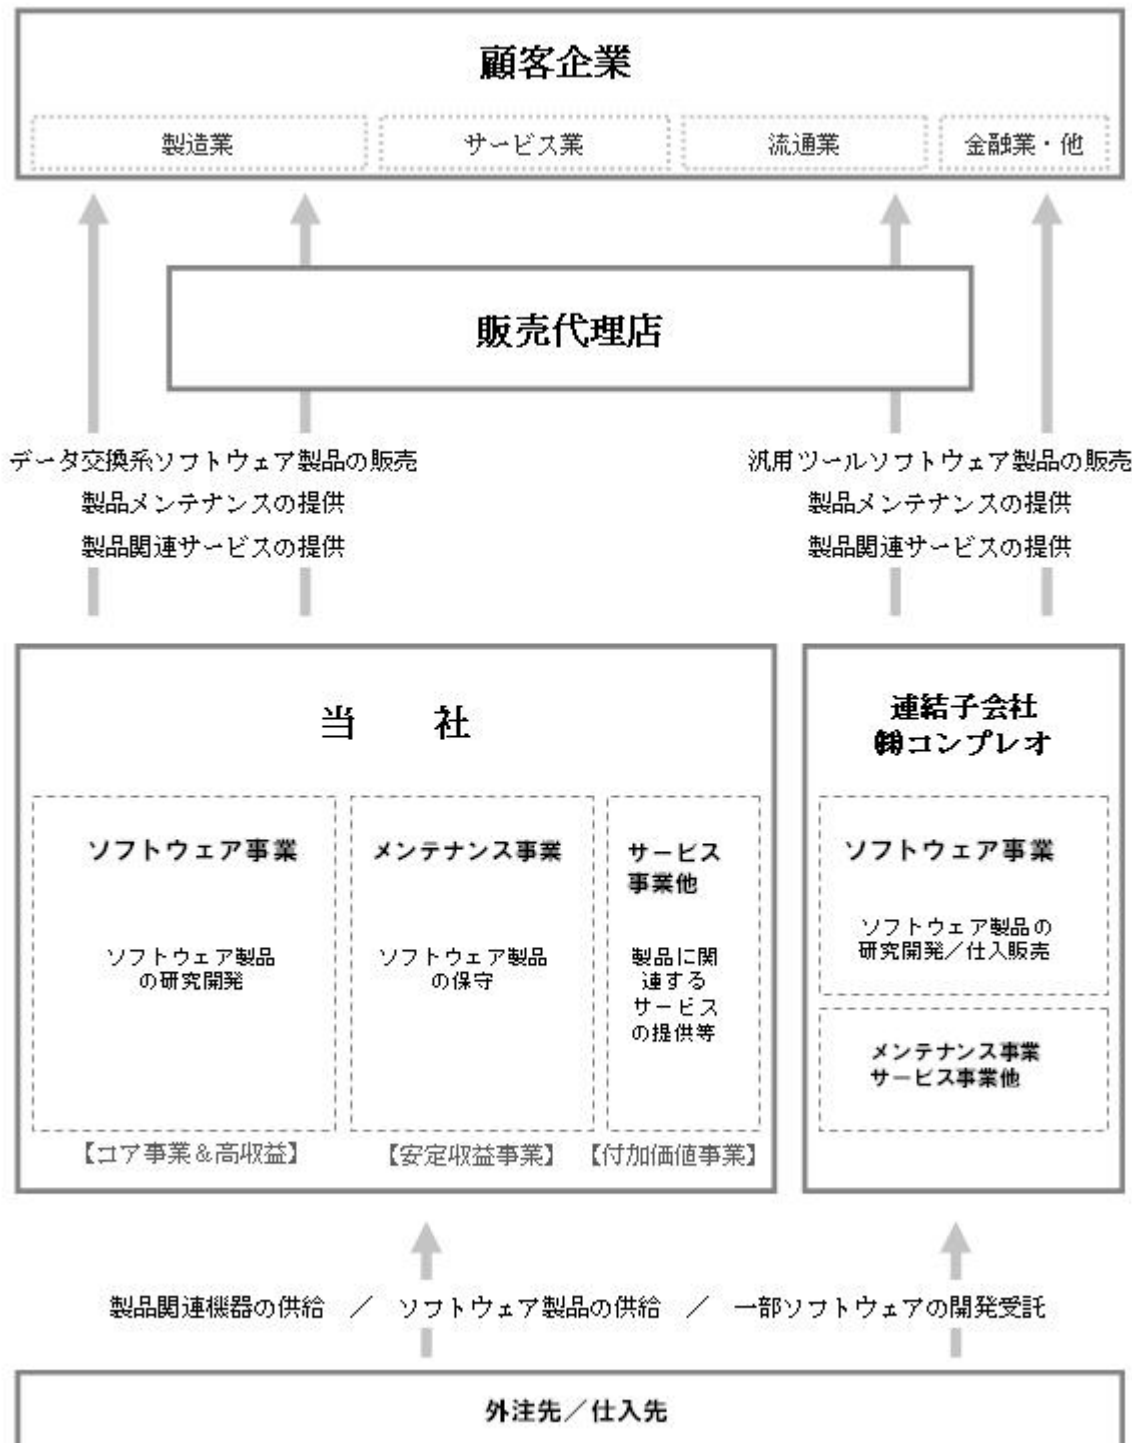 顧客企業
製造業
サービス業
流通業
金融業・他
販売代理店
データ交換系ソフトウェア製品の販売
製品メンテナンスの提供
製品関連サービスの提供
汎用ツールソフトウェア製品の販売
製品メンテナンスの提供
製品関連サービスの提供
当 社
ソフトウェア事業
ソフトウェア製品
の研究開発
【コア事業&高収益】
メンテナンス事業
ソフトウェア製品
の保守
【安定収益事業】
サービス
事業他
製品に関
連する
サービス
の提供等
【付加価値事業】
連結子会社
㈱コンプレオ
ソフトウェア事業
ソフトウェア製品の
研究開発/仕入販売
メンテナンス事業
サービス事業他
製品関連機器の供給 / ソフトウェア製品の供給 / 一部ソフトウェアの開発受託
外注先/仕入先